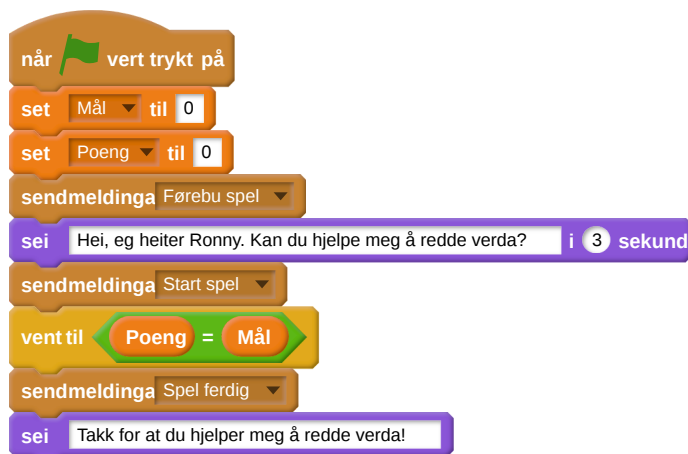 når vert trykt på
set Mål til 0
set Poeng til 0
sendmeldinga Førebu spel
sei Hei, eg heiter Ronny. Kan du hjelpe meg å redde verda? i 3 sekund
sendmeldinga Start spel
vent til Poeng = Mål
sendmeldinga Spel ferdig
sei Takk for at du hjelper meg å redde verda!